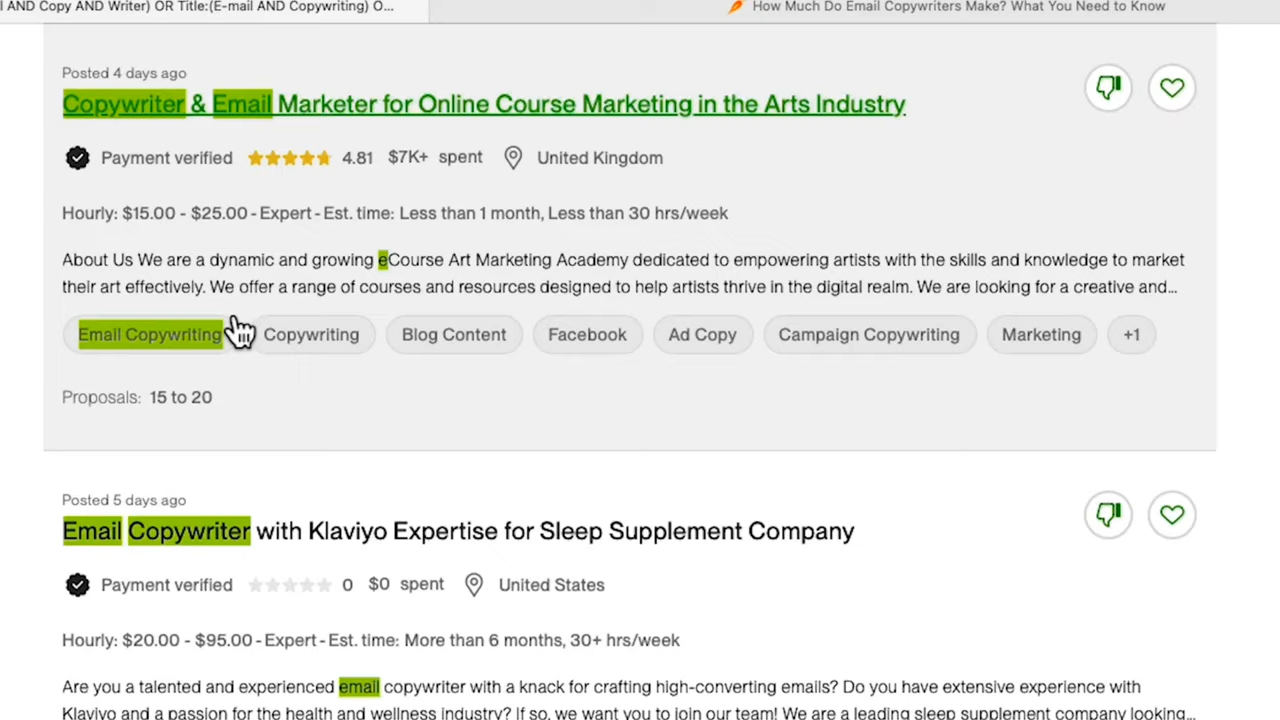 l AND Copy AND Writer) OR Title:(E-mail AND Copywriting) O...
How Much Do Email Copywriters Make? What You Need to Know
Posted 4 days ago
Copywriter & Email Marketer for Online Course Marketing in the Arts Industry
Payment verified 4.81 $7K+ spent United Kingdom
Hourly: $15.00 - $25.00 - Expert - Est. time: Less than 1 month, Less than 30 hrs/week
About Us We are a dynamic and growing eCourse Art Marketing Academy dedicated to empowering artists with the skills and knowledge to market
their art effectively. We offer a range of courses and resources designed to help artists thrive in the digital realm. We are looking for a creative and...
Email Copywriting Copywriting Blog Content Facebook Ad Copy Campaign Copywriting Marketing +1
Proposals: 15 to 20
Posted 5 days ago
Email Copywriter with Klaviyo Expertise for Sleep Supplement Company
Payment verified 0 $0 spent United States
Hourly: $20.00 - $95.00 - Expert - Est. time: More than 6 months, 30+ hrs/week
Are you a talented and experienced email copywriter with a knack for crafting high-converting emails? Do you have extensive experience with
Klaviyo and a passion for the health and wellness industry? If so, we want you to join our team! We are a leading sleep supplement company looking...